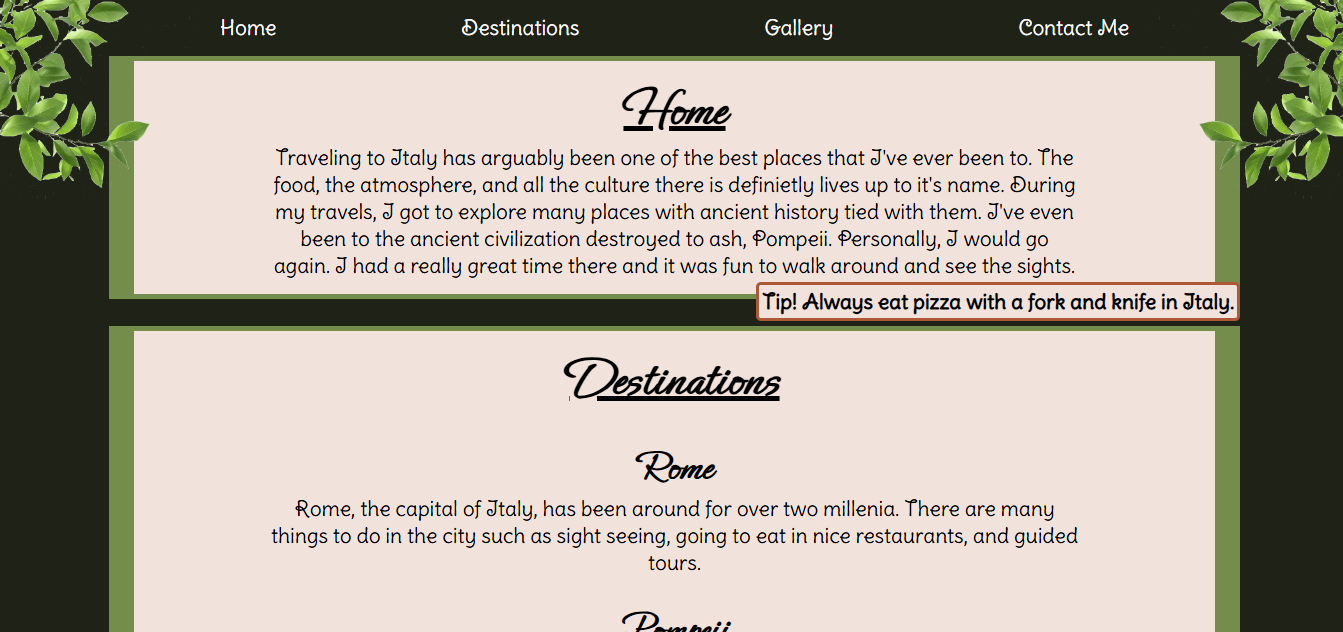 Home Destinations Gallery Contact Me
Home
Traveling to Italy has arguably been one of the best places that I've ever been to. The
food, the atmosphere, and all the culture there is definietly lives up to it's name. During
my travels, I got to explore many places with ancient history tied with them. I've even
been to the ancient civilization destroyed to ash, Pompeii. Personally, I would go
again. I had a really great time there and it was fun to walk around and see the sights.
Tip! Always eat pizza with a fork and knife in Italy.
Destinations
Rome
Rome, the capital of Italy, has been around for over two millenia. There are many
things to do in the city such as sight seeing, going to eat in nice restaurants, and guided
tours.
Pompeii